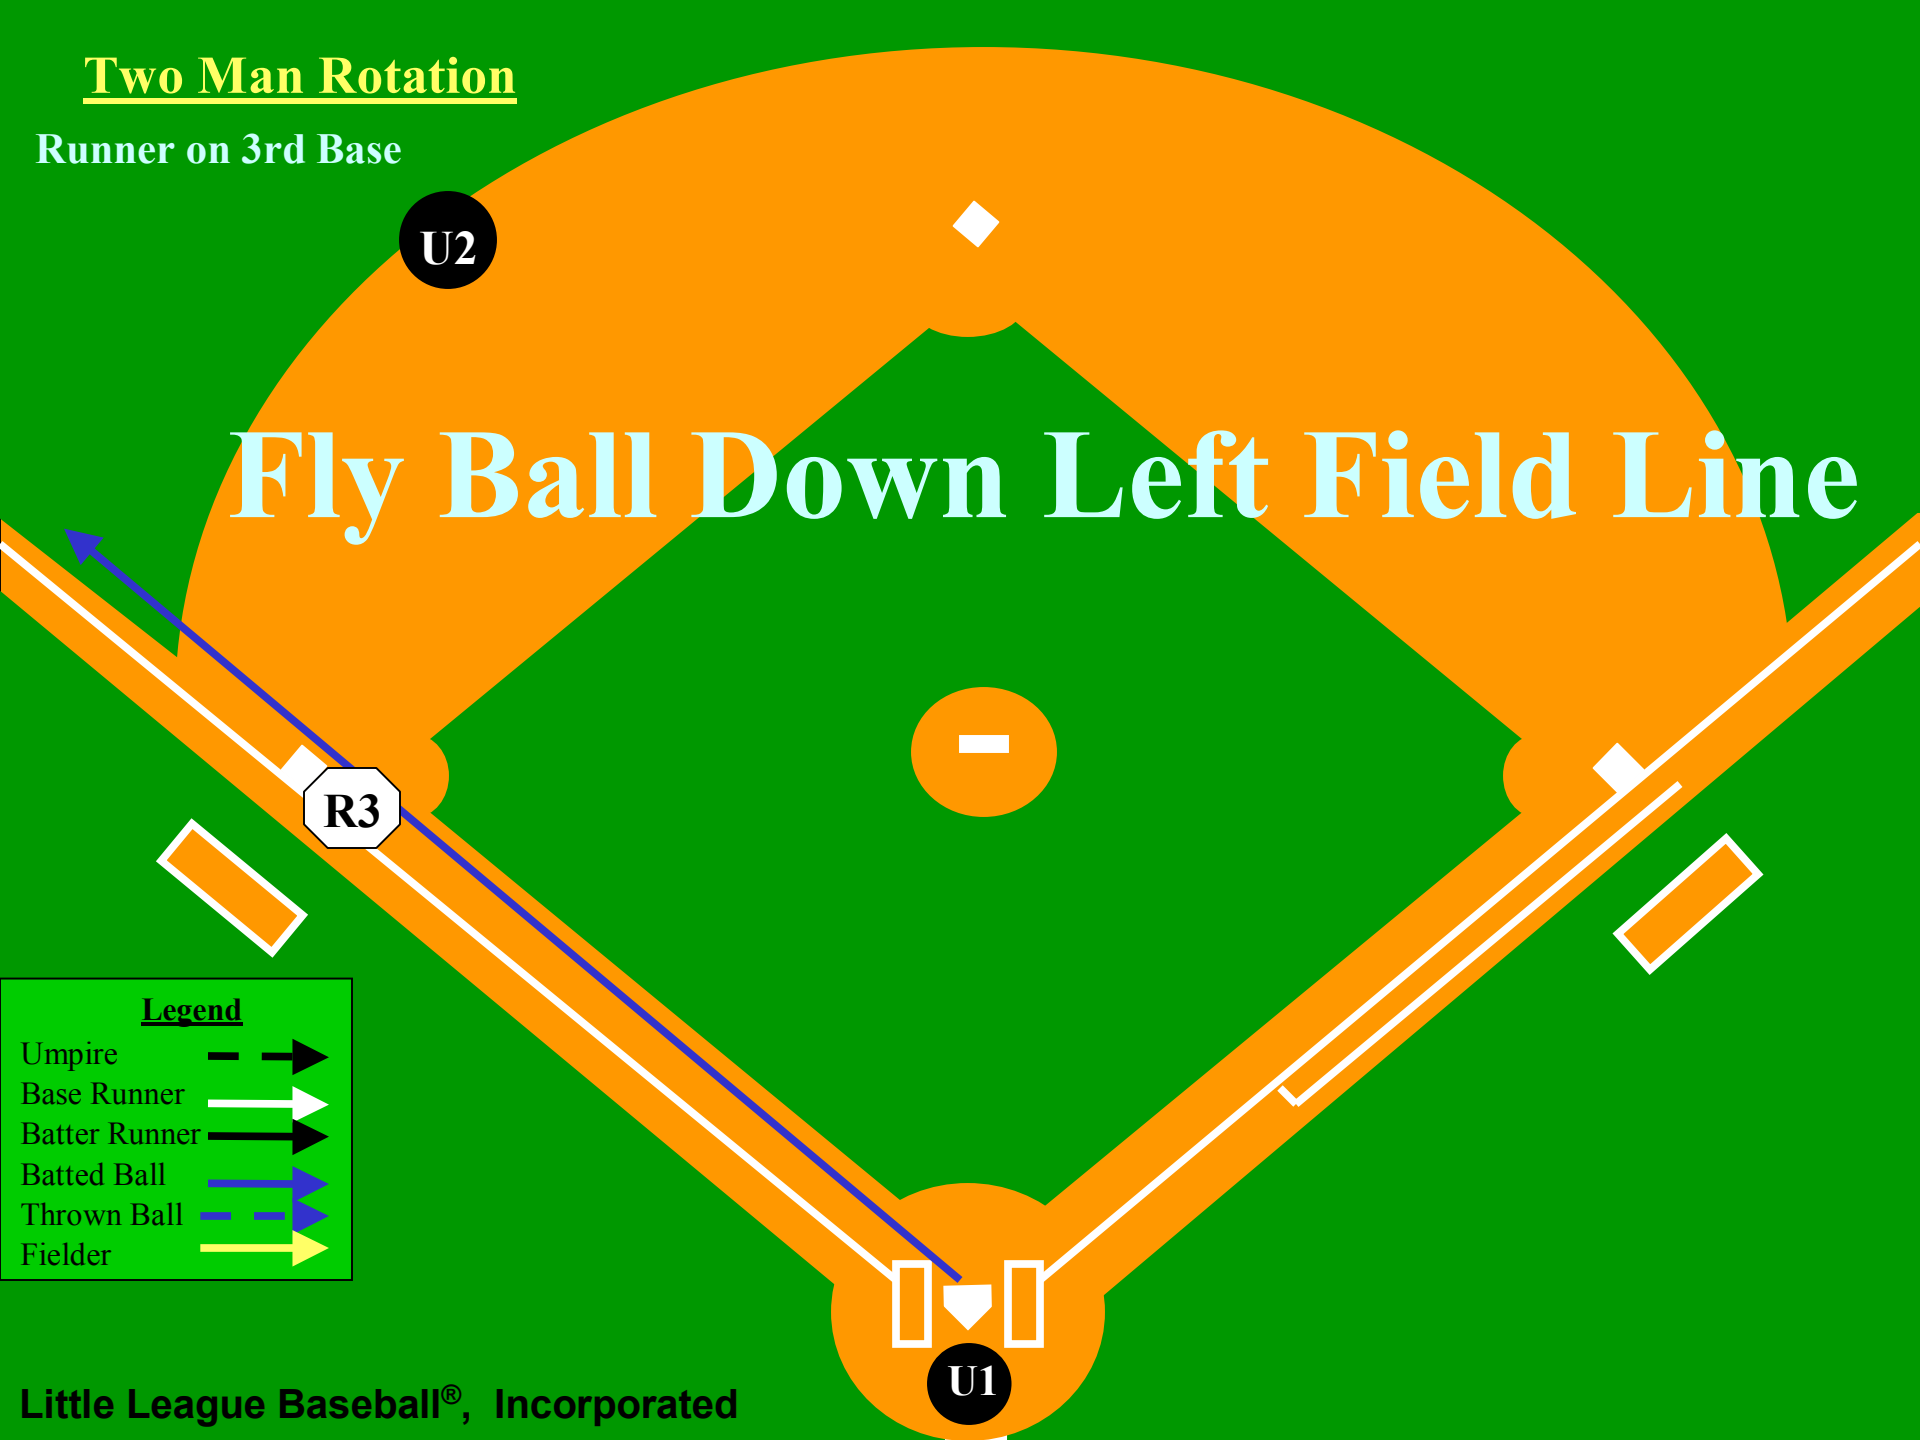 Two Man Rotation
Runner on 3rd Base
U2
Fly Ball Down Left Field Line
R3
Legend
Umpire
Base Runner
Batter Runner
Batted Ball
Thrown Ball
Fielder
U1
Little League Baseball®, Incorporated